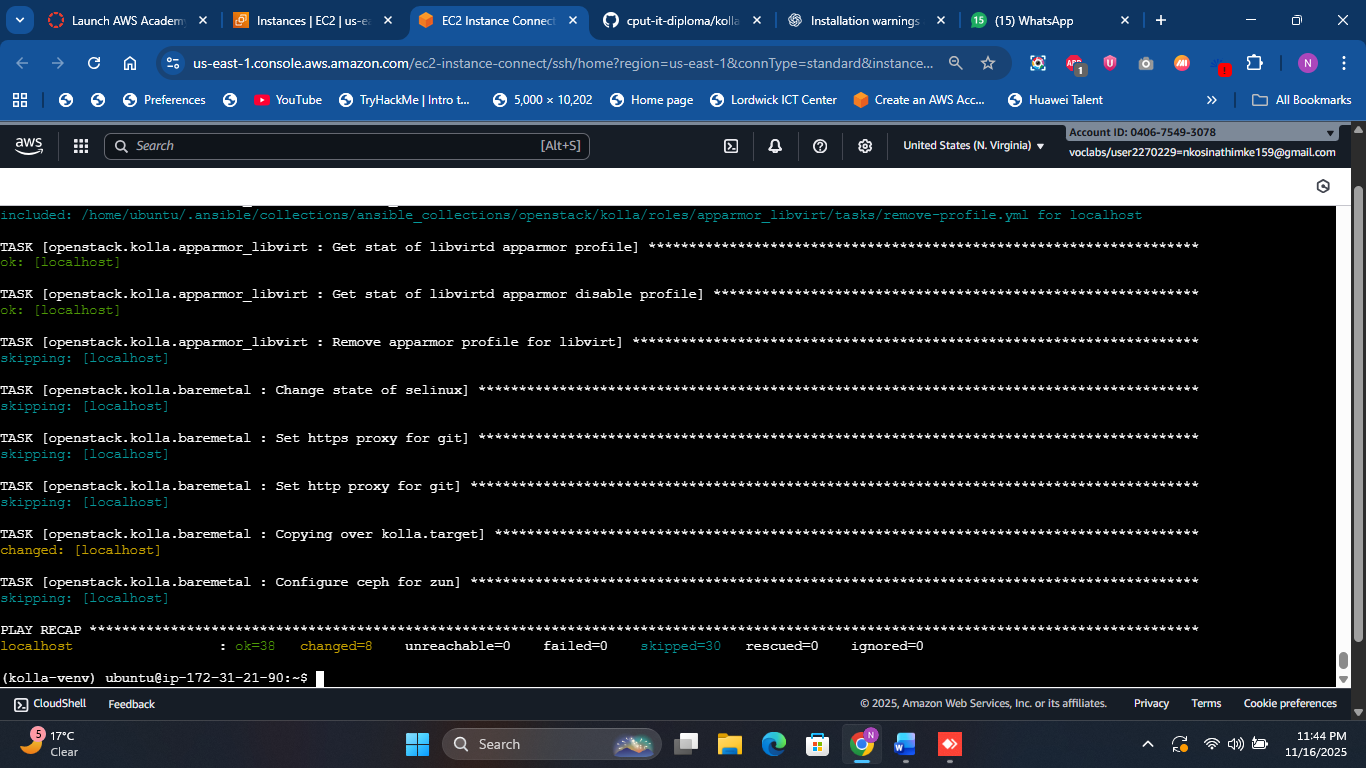 Launch AWS Academy
Instances | EC2 | us-ea
EC2 Instance Connect
cput-it-diploma/kolla
Installation warnings
15
(15) WhatsApp
us-east-1.console.aws.amazon.com/ec2-instance-connect/ssh/home?region=us-east-1&connType=standard&instance...
1
N
Preferences
YouTube
TryHackMe | Intro t...
5,000 × 10,202
Home page
Lordwick ICT Center
Create an AWS Acc...
Huawei Talent
»
All Bookmarks
aws
Search
[Alt+S]
United States (N. Virginia)
Account ID: 0406-7549-3078
voclabs/user2270229=nkosinathimke159@gmail.com
included: /home/ubuntu/.ansible/collections/ansible_collections/openstack/kolla/roles/apparmor_libvirt/tasks/remove-profile.yml for localhost
TASK [openstack.kolla.apparmor_libvirt : Get stat of libvirtd apparmor profile] ********************************************************************
ok: [localhost]
TASK [openstack.kolla.apparmor_libvirt : Get stat of libvirtd apparmor disable profile] ************************************************************
ok: [localhost]
TASK [openstack.kolla.apparmor_libvirt : Remove apparmor profile for libvirt] **********************************************************************
skipping: [localhost]
TASK [openstack.kolla.baremetal : Change state of selinux] *****************************************************************************************
skipping: [localhost]
TASK [openstack.kolla.baremetal : Set https proxy for git] *****************************************************************************************
skipping: [localhost]
TASK [openstack.kolla.baremetal : Set http proxy for git] ******************************************************************************************
skipping: [localhost]
TASK [openstack.kolla.baremetal : Copying over kolla.target] ***************************************************************************************
changed: [localhost]
TASK [openstack.kolla.baremetal : Configure ceph for zun] ******************************************************************************************
skipping: [localhost]
PLAY RECAP *****************************************************************************************************************************************
localhost : ok=38 changed=8 unreachable=0 failed=0 skipped=30 rescued=0 ignored=0
(kolla-venv) ubuntu@ip-172-31-21-90:~$
CloudShell
Feedback
© 2025, Amazon Web Services, Inc. or its affiliates.
Privacy
Terms
Cookie preferences
5
17°C
Clear
Search
N
11:44 PM
11/16/2025